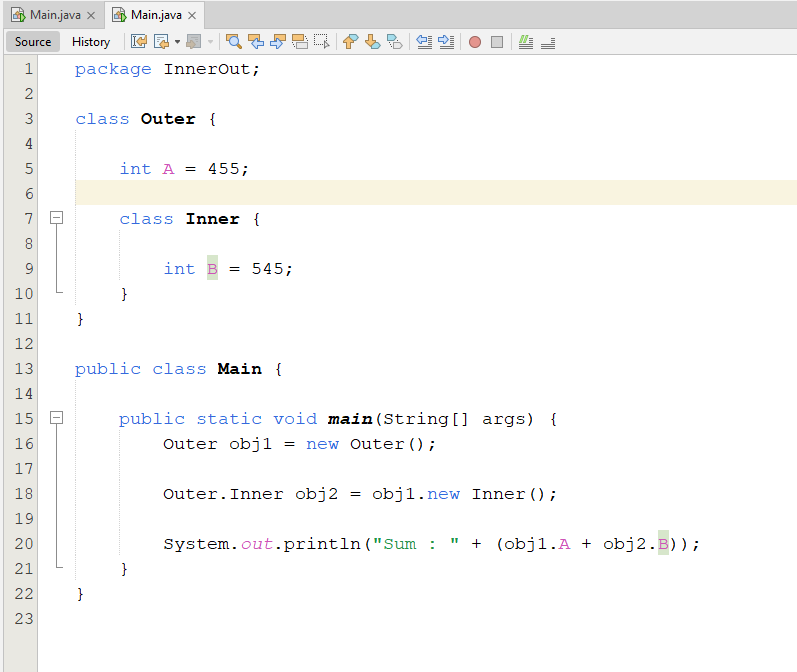 Main.java Main.java
Source History
1 package InnerOut;
2
3 class Outer {
4
5 int A = 455;
6
7 class Inner {
8
9 int B = 545;
10 }
11 }
12
13 public class Main {
14
15 public static void main(String[] args) {
16 Outer obj1 = new Outer();
17
18 Outer.Inner obj2 = obj1.new Inner();
19
20 System.out.println("Sum : " + (obj1.A + obj2.B));
21 }
22 }
23